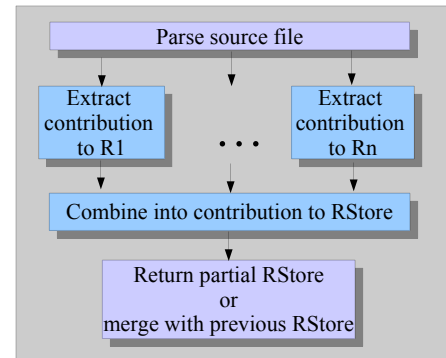 Parse source file
Extract
contribution
to R1
...
Extract
contribution
to Rn
Combine into contribution to RStore
Return partial RStore
or
merge with previous RStore